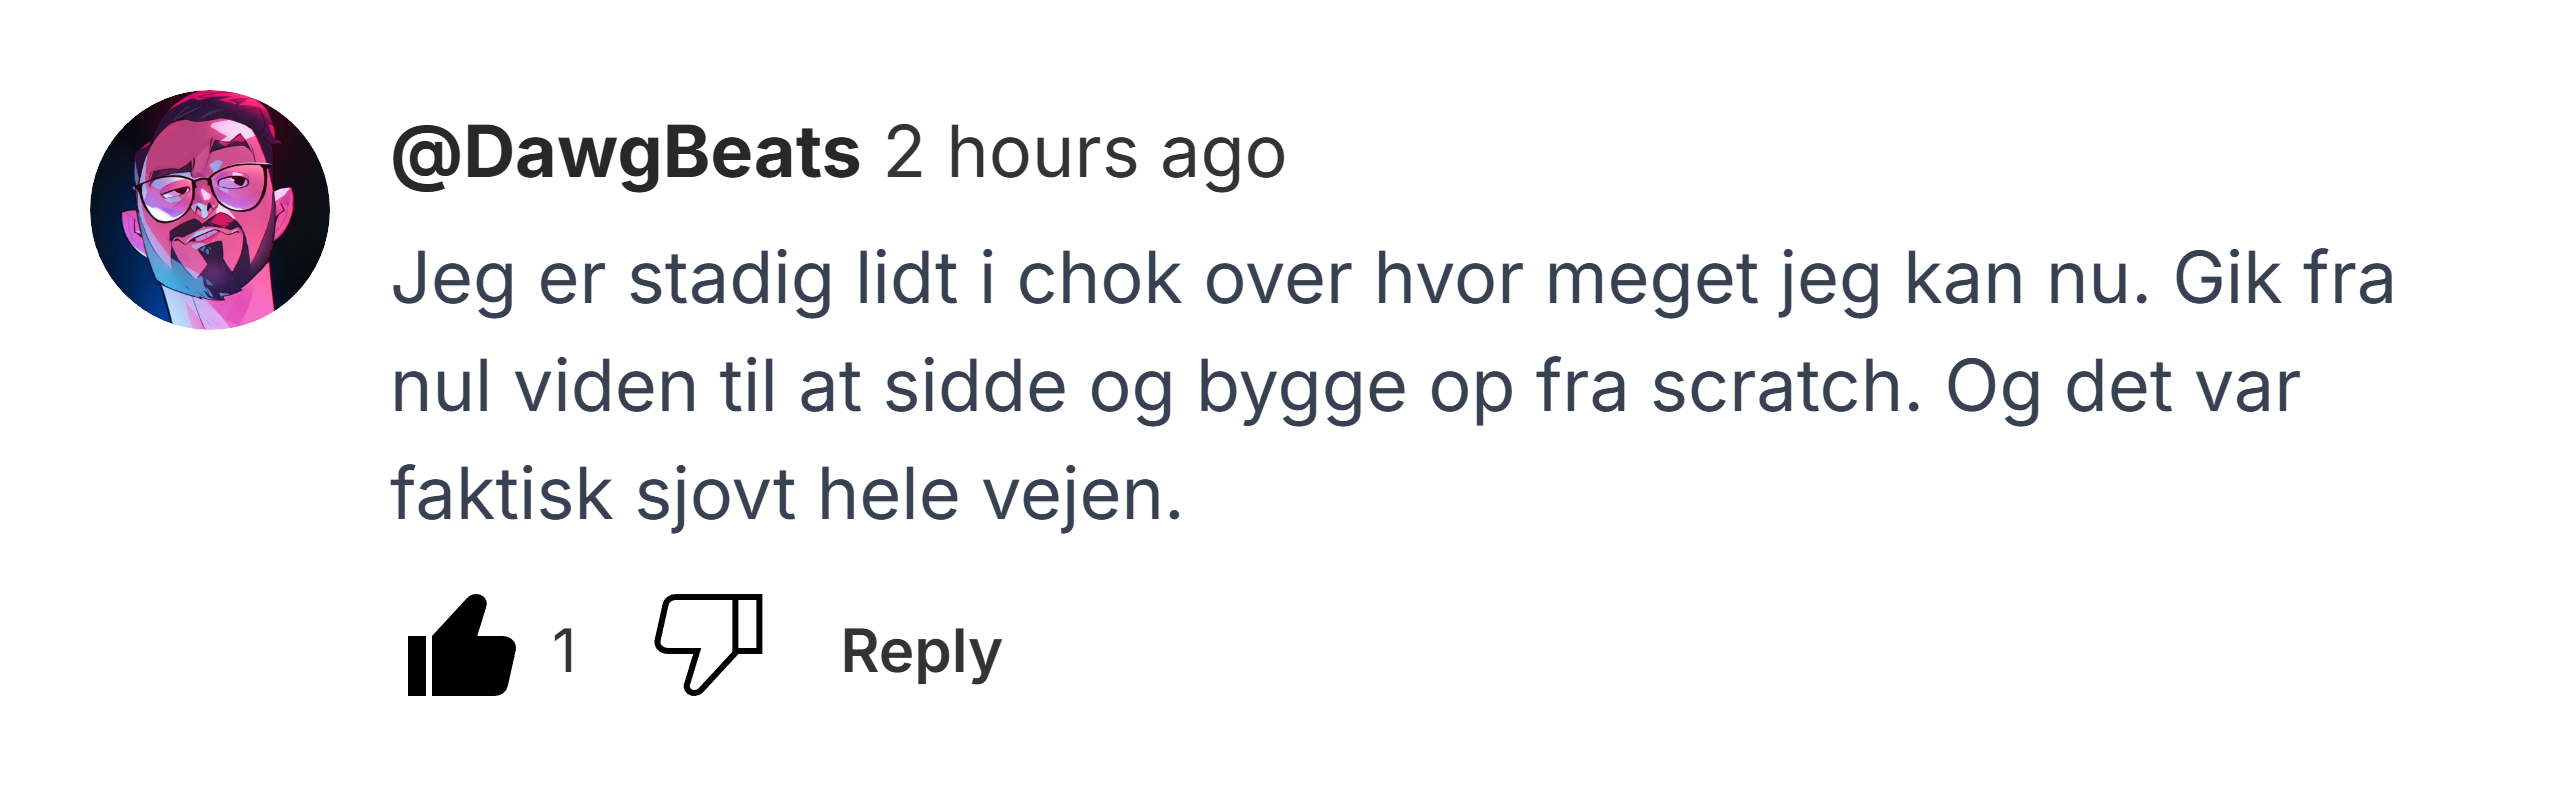 @DawgBeats 2 hours ago
Jeg er stadig lidt i chok over hvor meget jeg kan nu. Gik fra
nul viden til at sidde og bygge op fra scratch. Og det var
faktisk sjovt hele vejen.
1 Reply